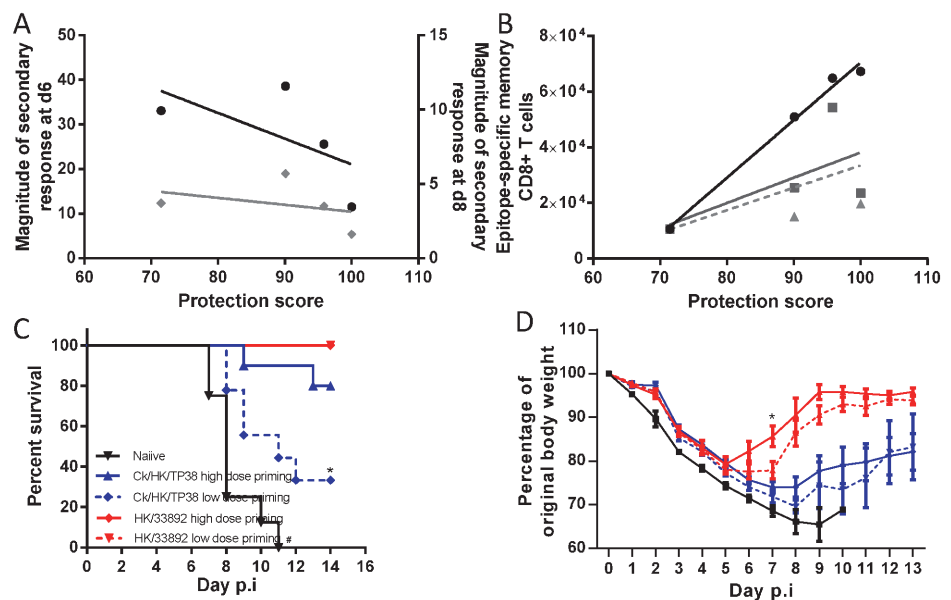 A
Magnitude of secondary
response at d6
50
40
30
20
10
0
60
70
80
90
100
110
Protection score
15
10
5
0
Magnitude of secondary
response at d8
B
Epitope-specific memory
CD8+ T cells
8×10⁴
6×10⁴
4×10⁴
2×10⁴
0
60
70
80
90
100
110
Protection score
C
Percent survival
100
80
60
40
20
0
Naiive
Ck/HK/TP38 high dose priming
Ck/HK/TP38 low dose priming
HK/33892 high dose priming
HK/33892 low dose priming
*
#
0
2
4
6
8
10
12
14
16
Day p.i
D
Percentage of
original body weight
110
100
90
80
70
60
*
0
1
2
3
4
5
6
7
8
9
10
11
12
13
Day p.i